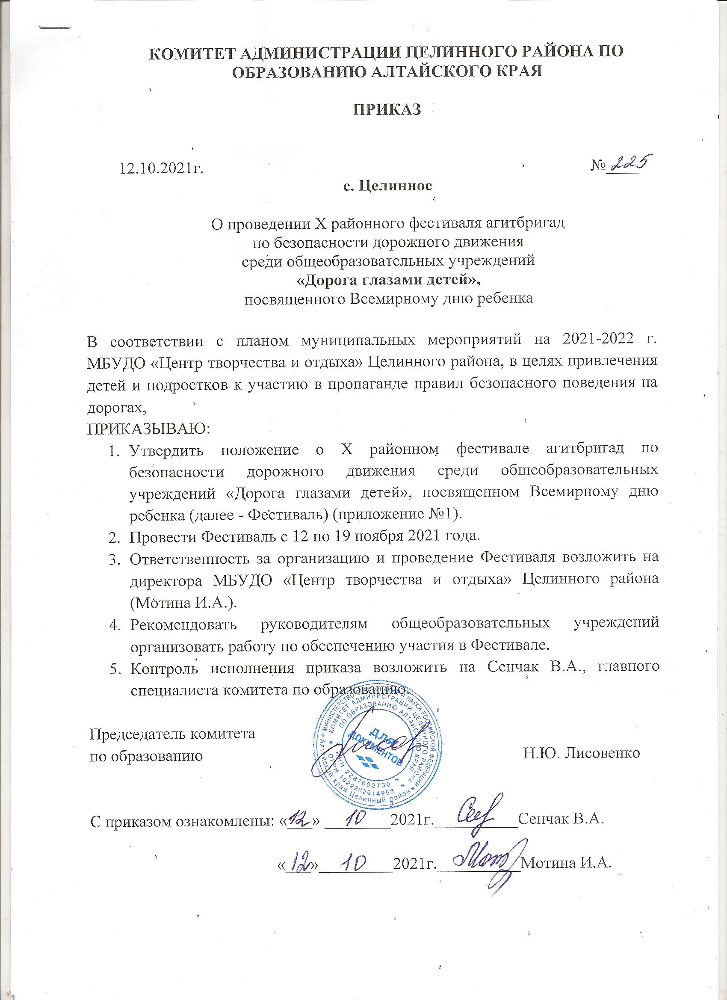 КОМИТЕТ АДМИНИСТРАЦИИ ЦЕЛИННОГО РАЙОНА ПО
ОБРАЗОВАНИЮ АЛТАЙСКОГО КРАЯ
ПРИКАЗ
12.10.2021г. № 225
с. Целинное
О проведении X районного фестиваля агитбригад
по безопасности дорожного движения
среди общеобразовательных учреждений
«Дорога глазами детей»,
посвященного Всемирному дню ребенка
В соответствии с планом муниципальных мероприятий на 2021-2022 г.
МБУДО «Центр творчества и отдыха» Целинного района, в целях привлечения
детей и подростков к участию в пропаганде правил безопасного поведения на
дорогах,
ПРИКАЗЫВАЮ:
1. Утвердить положение о X районном фестивале агитбригад по
безопасности дорожного движения среди общеобразовательных
учреждений «Дорога глазами детей», посвященном Всемирному дню
ребенка (далее - Фестиваль) (приложение №1).
2. Провести Фестиваль с 12 по 19 ноября 2021 года.
3. Ответственность за организацию и проведение Фестиваля возложить на
директора МБУДО «Центр творчества и отдыха» Целинного района
(Мотина И.А.).
4. Рекомендовать руководителям общеобразовательных учреждений
организовать работу по обеспечению участия в Фестивале.
5. Контроль исполнения приказа возложить на Сенчак В.А., главного
специалиста комитета по образованию.
Председатель комитета
по образованию Н.Ю. Лисовенко
* МИНИСТЕРСТВО ОБРАЗОВАНИЯ И НАУКИ РОССИЙСКОЙ ФЕДЕРАЦИИ *
Алтайский край Целинный район
* КОМИТЕТ АДМИНИСТРАЦИИ ЦЕЛИННОГО РАЙОНА *
ПО ОБРАЗОВАНИЮ АЛТАЙСКОГО КРАЯ
ОГРН 1022202914953
* ИНН 2287002730 *
ДЛЯ
ДОКУМЕНТОВ
С приказом ознакомлены: «12» 10 2021г. Сенчак В.А.
«12» 10 2021г. Мотина И.А.